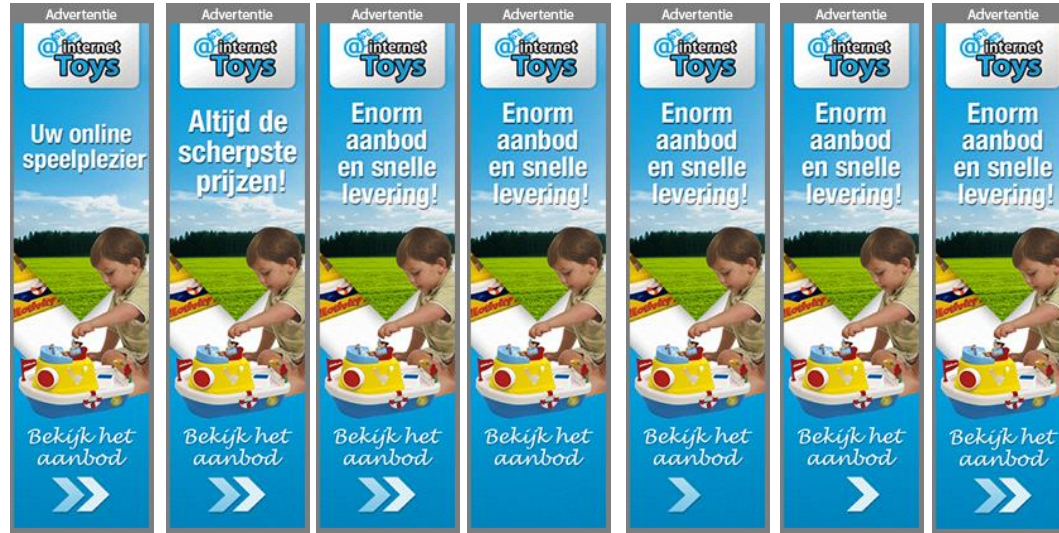 Advertentie
@internet
Toys
Uw online
speelplezier
Bekijk het
aanbod
Advertentie
@internet
Toys
Altijd de
scherpste
prijzen!
Bekijk het
aanbod
Advertentie
@internet
Toys
Enorm
aanbod
en snelle
levering!
Bekijk het
aanbod
Advertentie
@internet
Toys
Enorm
aanbod
en snelle
levering!
Bekijk het
aanbod
Advertentie
@internet
Toys
Enorm
aanbod
en snelle
levering!
Bekijk het
aanbod
Advertentie
@internet
Toys
Enorm
aanbod
en snelle
levering!
Bekijk het
aanbod
Advertentie
@internet
Toys
Enorm
aanbod
en snelle
levering!
Bekijk het
aanbod